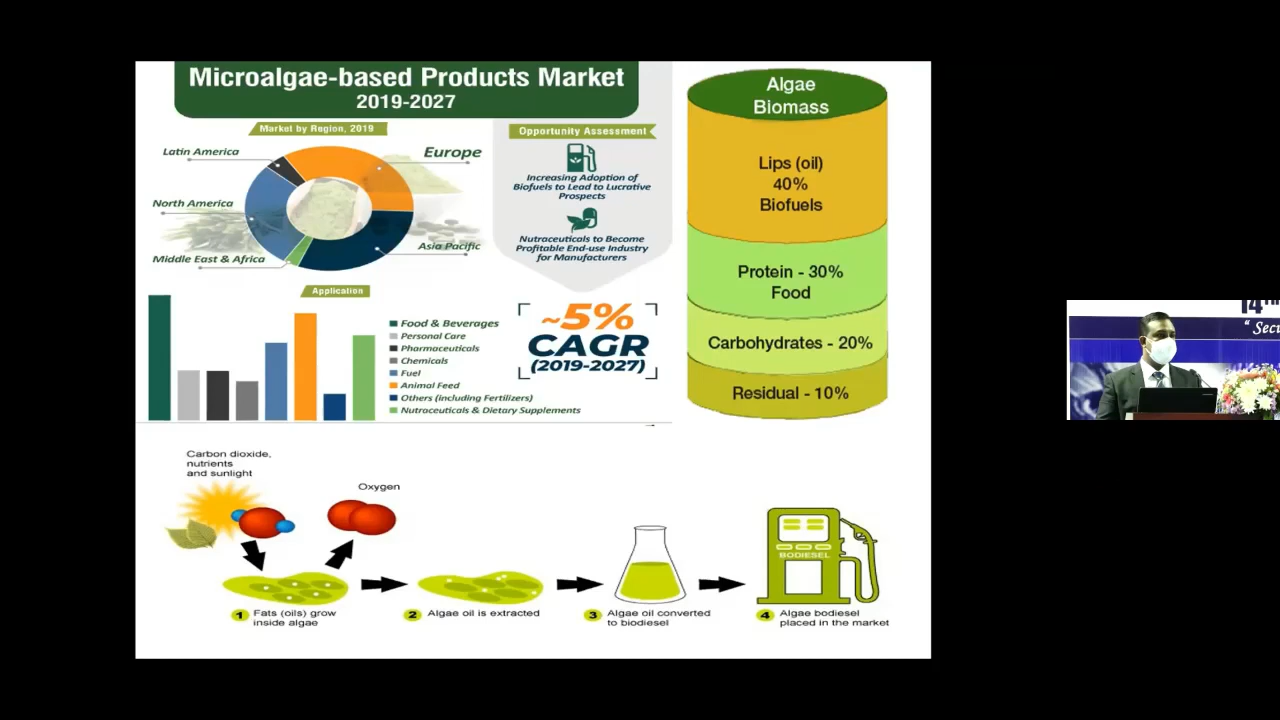 Microalgae-based Products Market
2019-2027
Market by Region, 2019
Latin America
Europe
North America
Asia Pacific
Middle East & Africa
Opportunity Assessment
Increasing Adoption of
Biofuels to Lead to Lucrative
Prospects
Nutraceuticals to Become
Profitable End-use Industry
for Manufacturers
Application
Food & Beverages
Personal Care
Pharmaceuticals
Chemicals
Fuel
Animal Feed
Others (including Fertilizers)
Nutraceuticals & Dietary Supplements
~5%
CAGR
(2019-2027)
Algae
Biomass
Lips (oil)
40%
Biofuels
Protein - 30%
Food
Carbohydrates - 20%
Residual - 10%
Carbon dioxide,
nutrients
and sunlight
Oxygen
1 Fats (oils) grow
inside algae
2 Algae oil is extracted
3 Algae oil converted
to biodiesel
BODIESEL
4 Algae bodiesel
placed in the market
14TH
" Secu